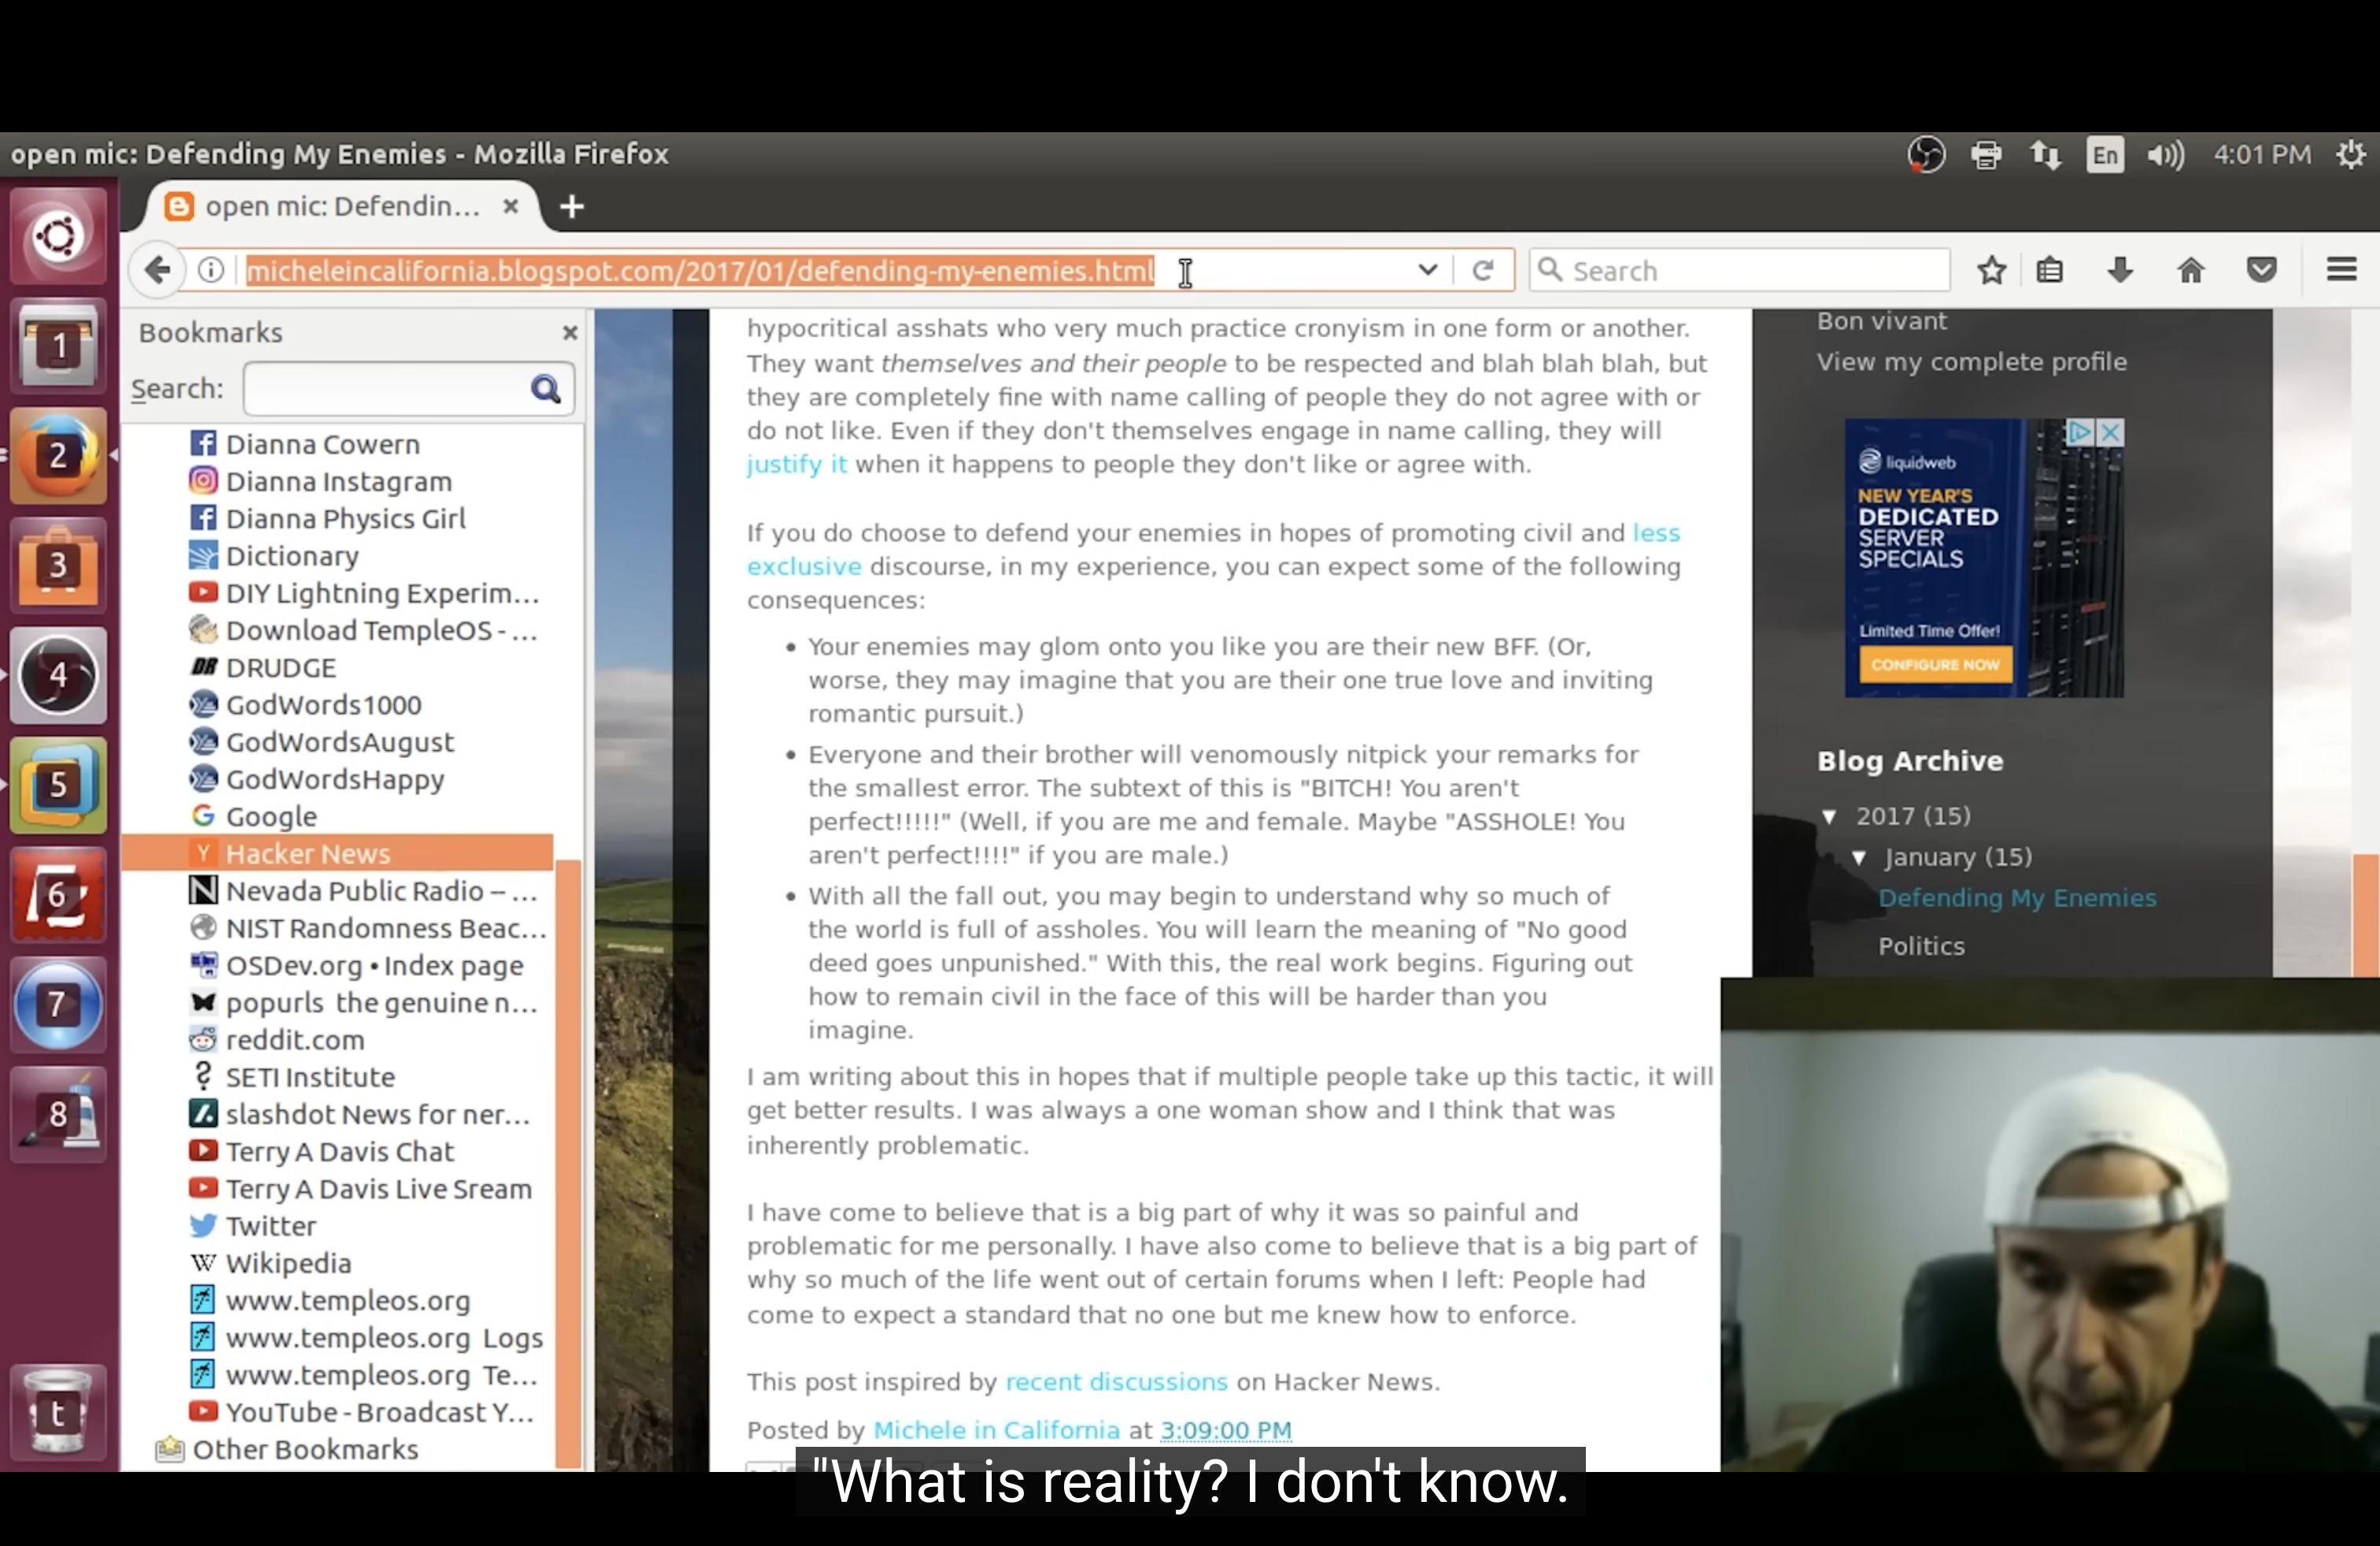 open mic: Defending My Enemies - Mozilla Firefox
En
4:01 PM
open mic: Defendin...
micheleincalifornia.blogspot.com/2017/01/defending-my-enemies.html
Search
Bookmarks
Search:
Dianna Cowern
Dianna Instagram
Dianna Physics Girl
Dictionary
DIY Lightning Experim...
Download TempleOS - ...
DRUDGE
GodWords1000
GodWordsAugust
GodWordsHappy
Google
Hacker News
Nevada Public Radio -- ...
NIST Randomness Beac...
OSDev.org • Index page
popurls the genuine n...
reddit.com
SETI Institute
slashdot News for ner...
Terry A Davis Chat
Terry A Davis Live Sream
Twitter
Wikipedia
www.templeos.org
www.templeos.org Logs
www.templeos.org Te...
YouTube - Broadcast Y...
Other Bookmarks
1
2
3
4
5
6
7
8
t
hypocritical asshats who very much practice cronyism in one form or another.
They want themselves and their people to be respected and blah blah blah, but
they are completely fine with name calling of people they do not agree with or
do not like. Even if they don't themselves engage in name calling, they will
justify it when it happens to people they don't like or agree with.
If you do choose to defend your enemies in hopes of promoting civil and less
exclusive discourse, in my experience, you can expect some of the following
consequences:
• Your enemies may glom onto you like you are their new BFF. (Or,
worse, they may imagine that you are their one true love and inviting
romantic pursuit.)
• Everyone and their brother will venomously nitpick your remarks for
the smallest error. The subtext of this is "BITCH! You aren't
perfect!!!!!" (Well, if you are me and female. Maybe "ASSHOLE! You
aren't perfect!!!!" if you are male.)
• With all the fall out, you may begin to understand why so much of
the world is full of assholes. You will learn the meaning of "No good
deed goes unpunished." With this, the real work begins. Figuring out
how to remain civil in the face of this will be harder than you
imagine.
I am writing about this in hopes that if multiple people take up this tactic, it will
get better results. I was always a one woman show and I think that was
inherently problematic.
I have come to believe that is a big part of why it was so painful and
problematic for me personally. I have also come to believe that is a big part of
why so much of the life went out of certain forums when I left: People had
come to expect a standard that no one but me knew how to enforce.
This post inspired by recent discussions on Hacker News.
Posted by Michele in California at 3:09:00 PM
Bon vivant
View my complete profile
liquidweb
NEW YEAR'S
DEDICATED
SERVER
SPECIALS
Limited Time Offer!
CONFIGURE NOW
Blog Archive
▼ 2017 (15)
▼ January (15)
Defending My Enemies
Politics
"What is reality? I don't know.